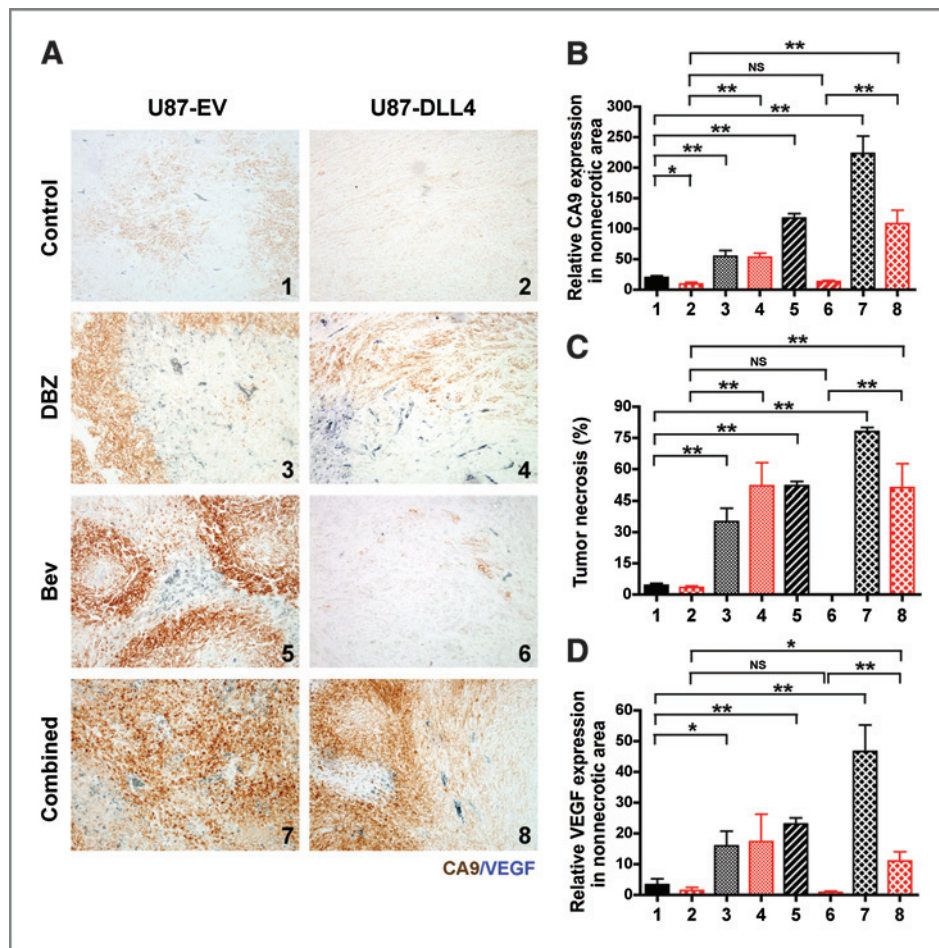 A
U87-EV
U87-DLL4
Control
1
2
DBZ
3
4
Bev
5
6
Combined
7
8
CA9/VEGF
B
**
NS
**
**
**
**
**
*
Relative CA9 expression
in nonnecrotic area
300
250
200
150
100
50
0
1 2 3 4 5 6 7 8
C
**
NS
**
**
**
**
**
Tumor necrosis (%)
90
75
60
45
30
15
0
1 2 3 4 5 6 7 8
D
*
NS
**
**
**
*
Relative VEGF expression
in nonnecrotic area
60
50
40
30
20
10
0
1 2 3 4 5 6 7 8